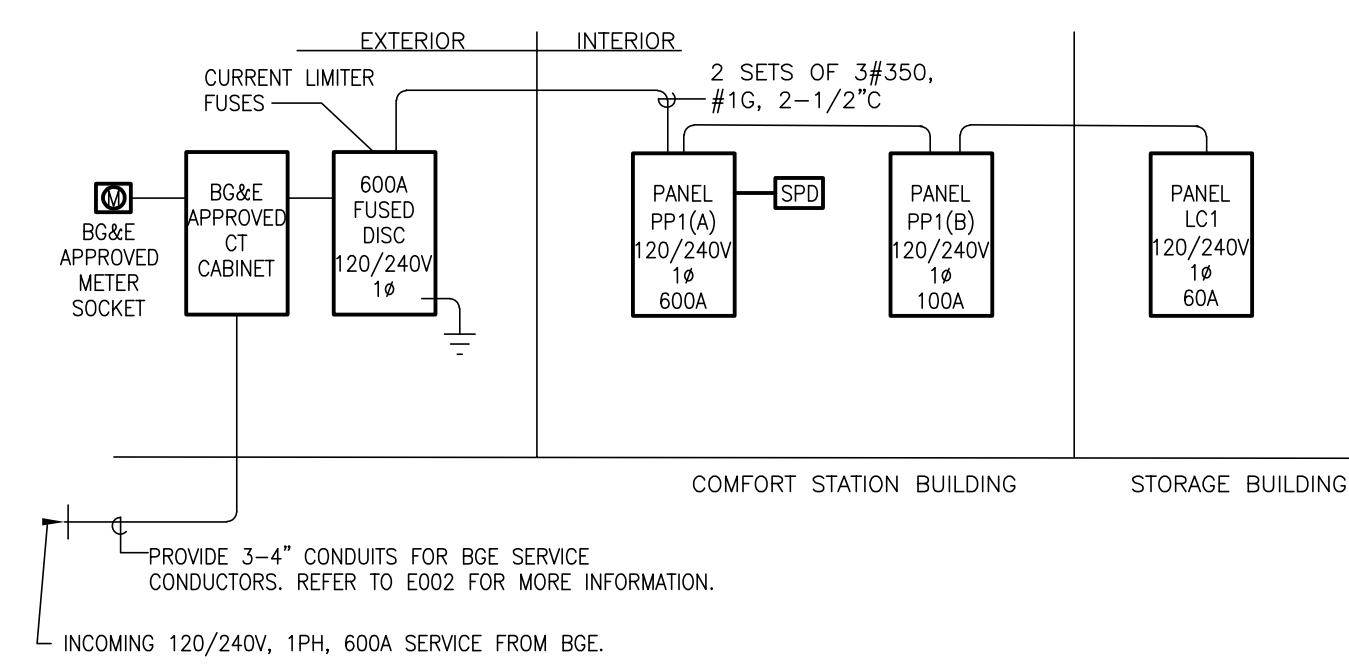 EXTERIOR
INTERIOR
CURRENT LIMITER
FUSES
2 SETS OF 3#350,
#1G, 2-1/2"C
M
BG&E
APPROVED
METER
SOCKET
BG&E
APPROVED
CT
CABINET
600A
FUSED
DISC
120/240V
1ø
PANEL
PP1(A)
120/240V
1ø
600A
SPD
PANEL
PP1(B)
120/240V
1ø
100A
PANEL
LC1
120/240V
1ø
60A
COMFORT STATION BUILDING
STORAGE BUILDING
PROVIDE 3-4" CONDUITS FOR BGE SERVICE
CONDUCTORS. REFER TO E002 FOR MORE INFORMATION.
INCOMING 120/240V, 1PH, 600A SERVICE FROM BGE.